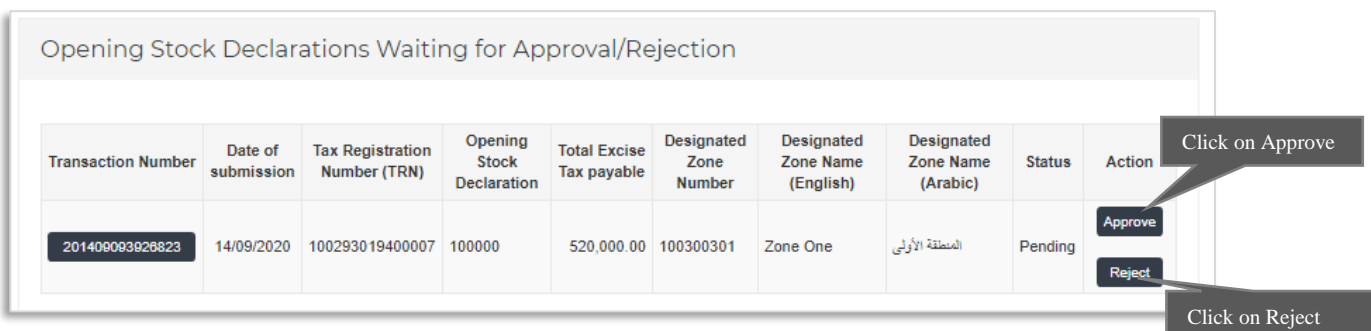 Opening Stock Declarations Waiting for Approval/Rejection
Click on Approve
Transaction Number
Date of
submission
Tax Registration
Number (TRN)
Opening
Stock
Declaration
Total Excise
Tax payable
Designated
Zone
Number
Designated
Zone Name
(English)
Designated
Zone Name
(Arabic)
Status
Action
201409093926823
14/09/2020
100293019400007
100000
520,000.00
100300301
Zone One
المنطقة الأولى
Pending
Approve
Reject
Click on Reject